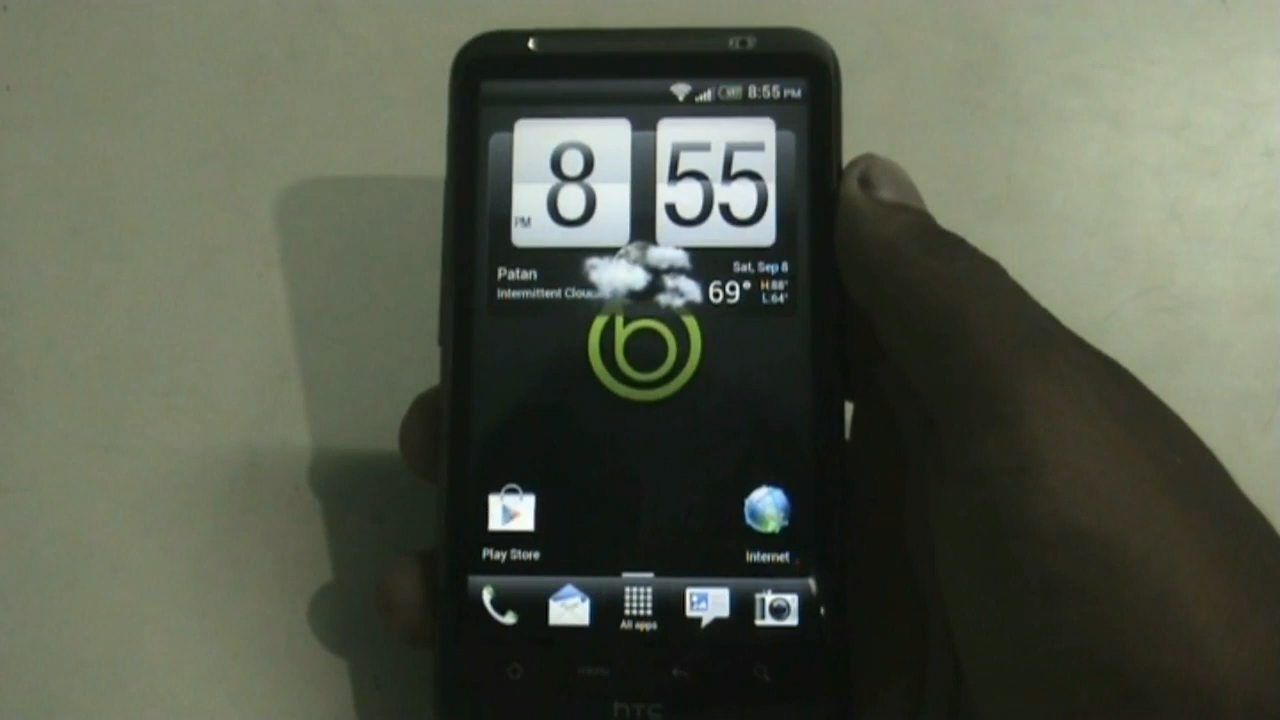 8:55 PM
8 55
PM
Patan
Sat, Sep 8
Intermittent
69°
H:88°
L:64°
b
Play Store
Internet
All apps
MENU
hTC